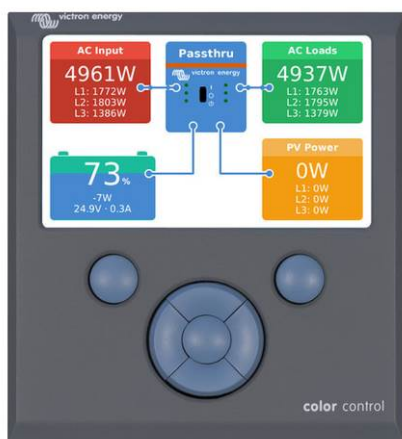 victron energy
AC Input
4961W
L1: 1772W
L2: 1803W
L3: 1386W
Passthru
victron energy
AC Loads
4937W
L1: 1763W
L2: 1795W
L3: 1379W
73%
-7W
24.9V · 0.3A
PV Power
0W
L1: 0W
L2: 0W
L3: 0W
color control